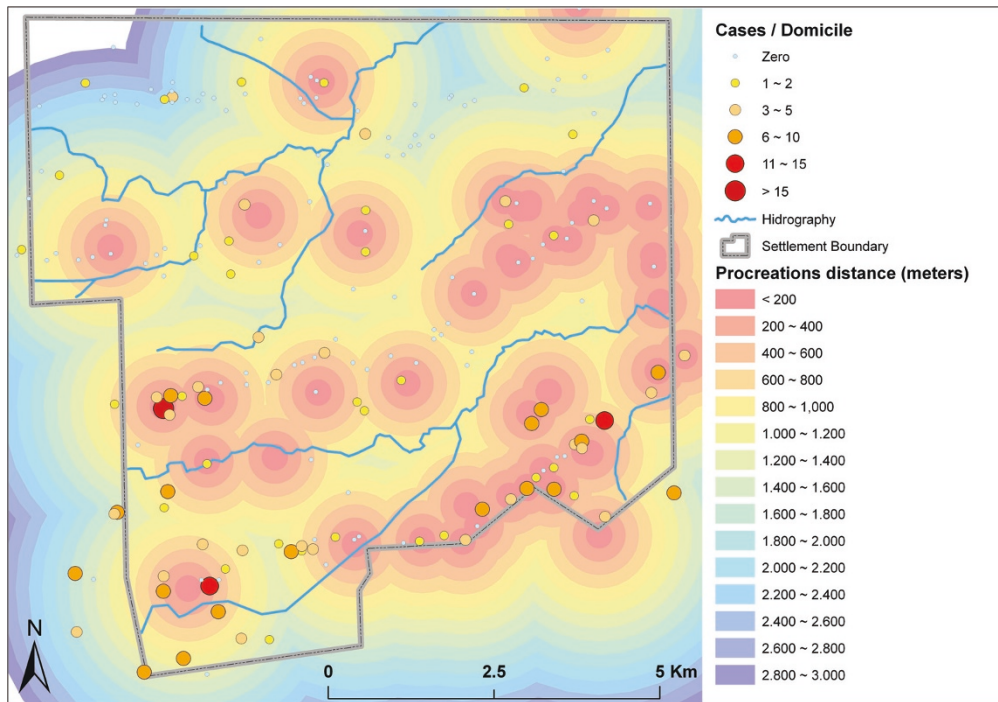 Cases / Domicile
Zero
1 ~ 2
3 ~ 5
6 ~ 10
11 ~ 15
> 15
Hidrography
Settlement Boundary
Procreations distance (meters)
< 200
200 ~ 400
400 ~ 600
600 ~ 800
800 ~ 1,000
1.000 ~ 1.200
1.200 ~ 1.400
1.400 ~ 1.600
1.600 ~ 1.800
1.800 ~ 2.000
2.000 ~ 2.200
2.200 ~ 2.400
2.400 ~ 2.600
2.600 ~ 2.800
2.800 ~ 3.000
N
0 2.5 5 Km